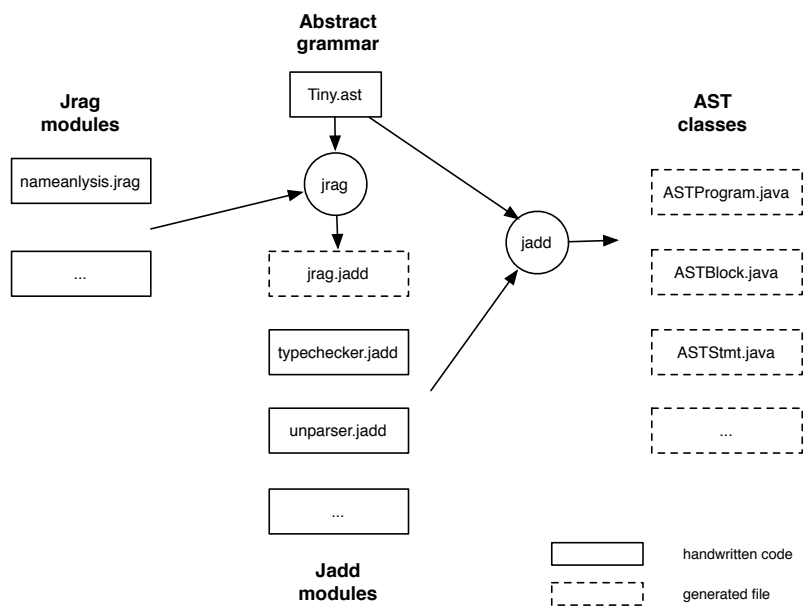 Abstract
grammar
Tiny.ast
Jrag
modules
AST
classes
nameanlysis.jrag
jrag
ASTProgram.java
jadd
...
jrag.jadd
ASTBlock.java
typechecker.jadd
ASTStmt.java
unparser.jadd
...
...
Jadd
modules
handwritten code
generated file